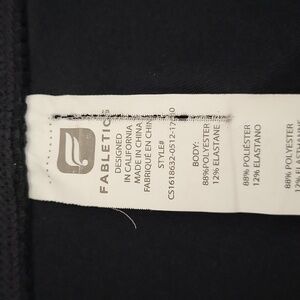 FABLETICS
DESIGNED
IN CALIFORNIA
MADE IN CHINA
FABRIQUÉ EN CHINE
STYLE#
BODY:
88%POLYESTER
12% ELASTANE
88% POLIÉSTER
12% ELASTANO
88% POLYESTER